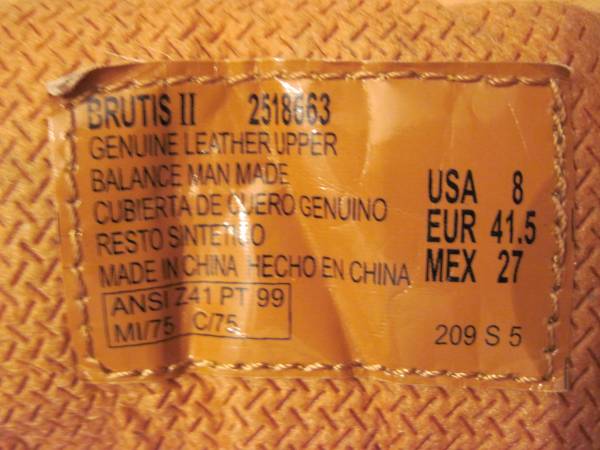 BRUTIS II 2518663
GENUINE LEATHER UPPER
BALANCE MAN MADE
CUBIERTA DE CUERO GENUINO
RESTO SINTETICO
MADE IN CHINA HECHO EN CHINA
ANSI Z41 PT 99
MI/75 C/75
USA 8
EUR 41.5
MEX 27
209 S 5